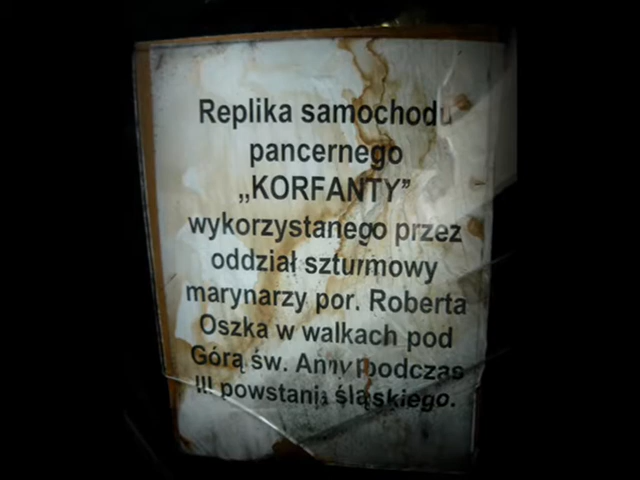 Replika samochodu
pancernego
„KORFANTY”
wykorzystanego przez
oddział szturmowy
marynarzy por. Roberta
Oszka w walkach pod
Górą św. Anny podczas
III powstania śląskiego.